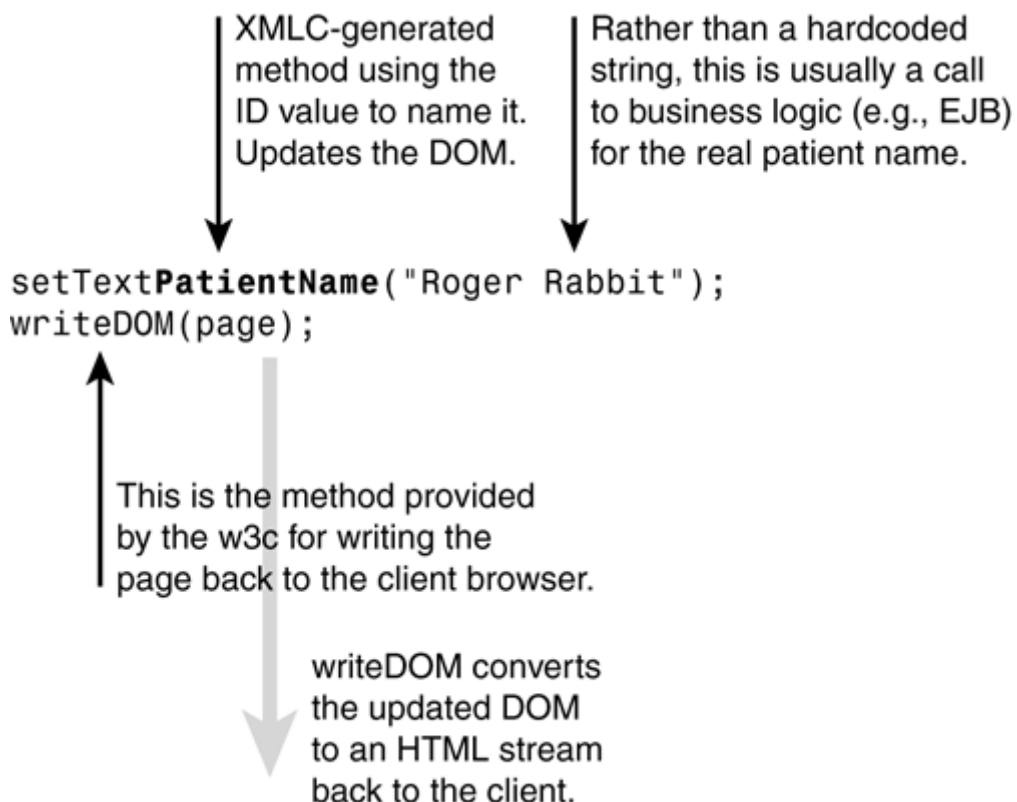 XMLC-generated
method using the
ID value to name it.
Updates the DOM.
Rather than a hardcoded
string, this is usually a call
to business logic (e.g., EJB)
for the real patient name.
setTextPatientName("Roger Rabbit");
writeDOM(page);
This is the method provided
by the w3c for writing the
page back to the client browser.
writeDOM converts
the updated DOM
to an HTML stream
back to the client.